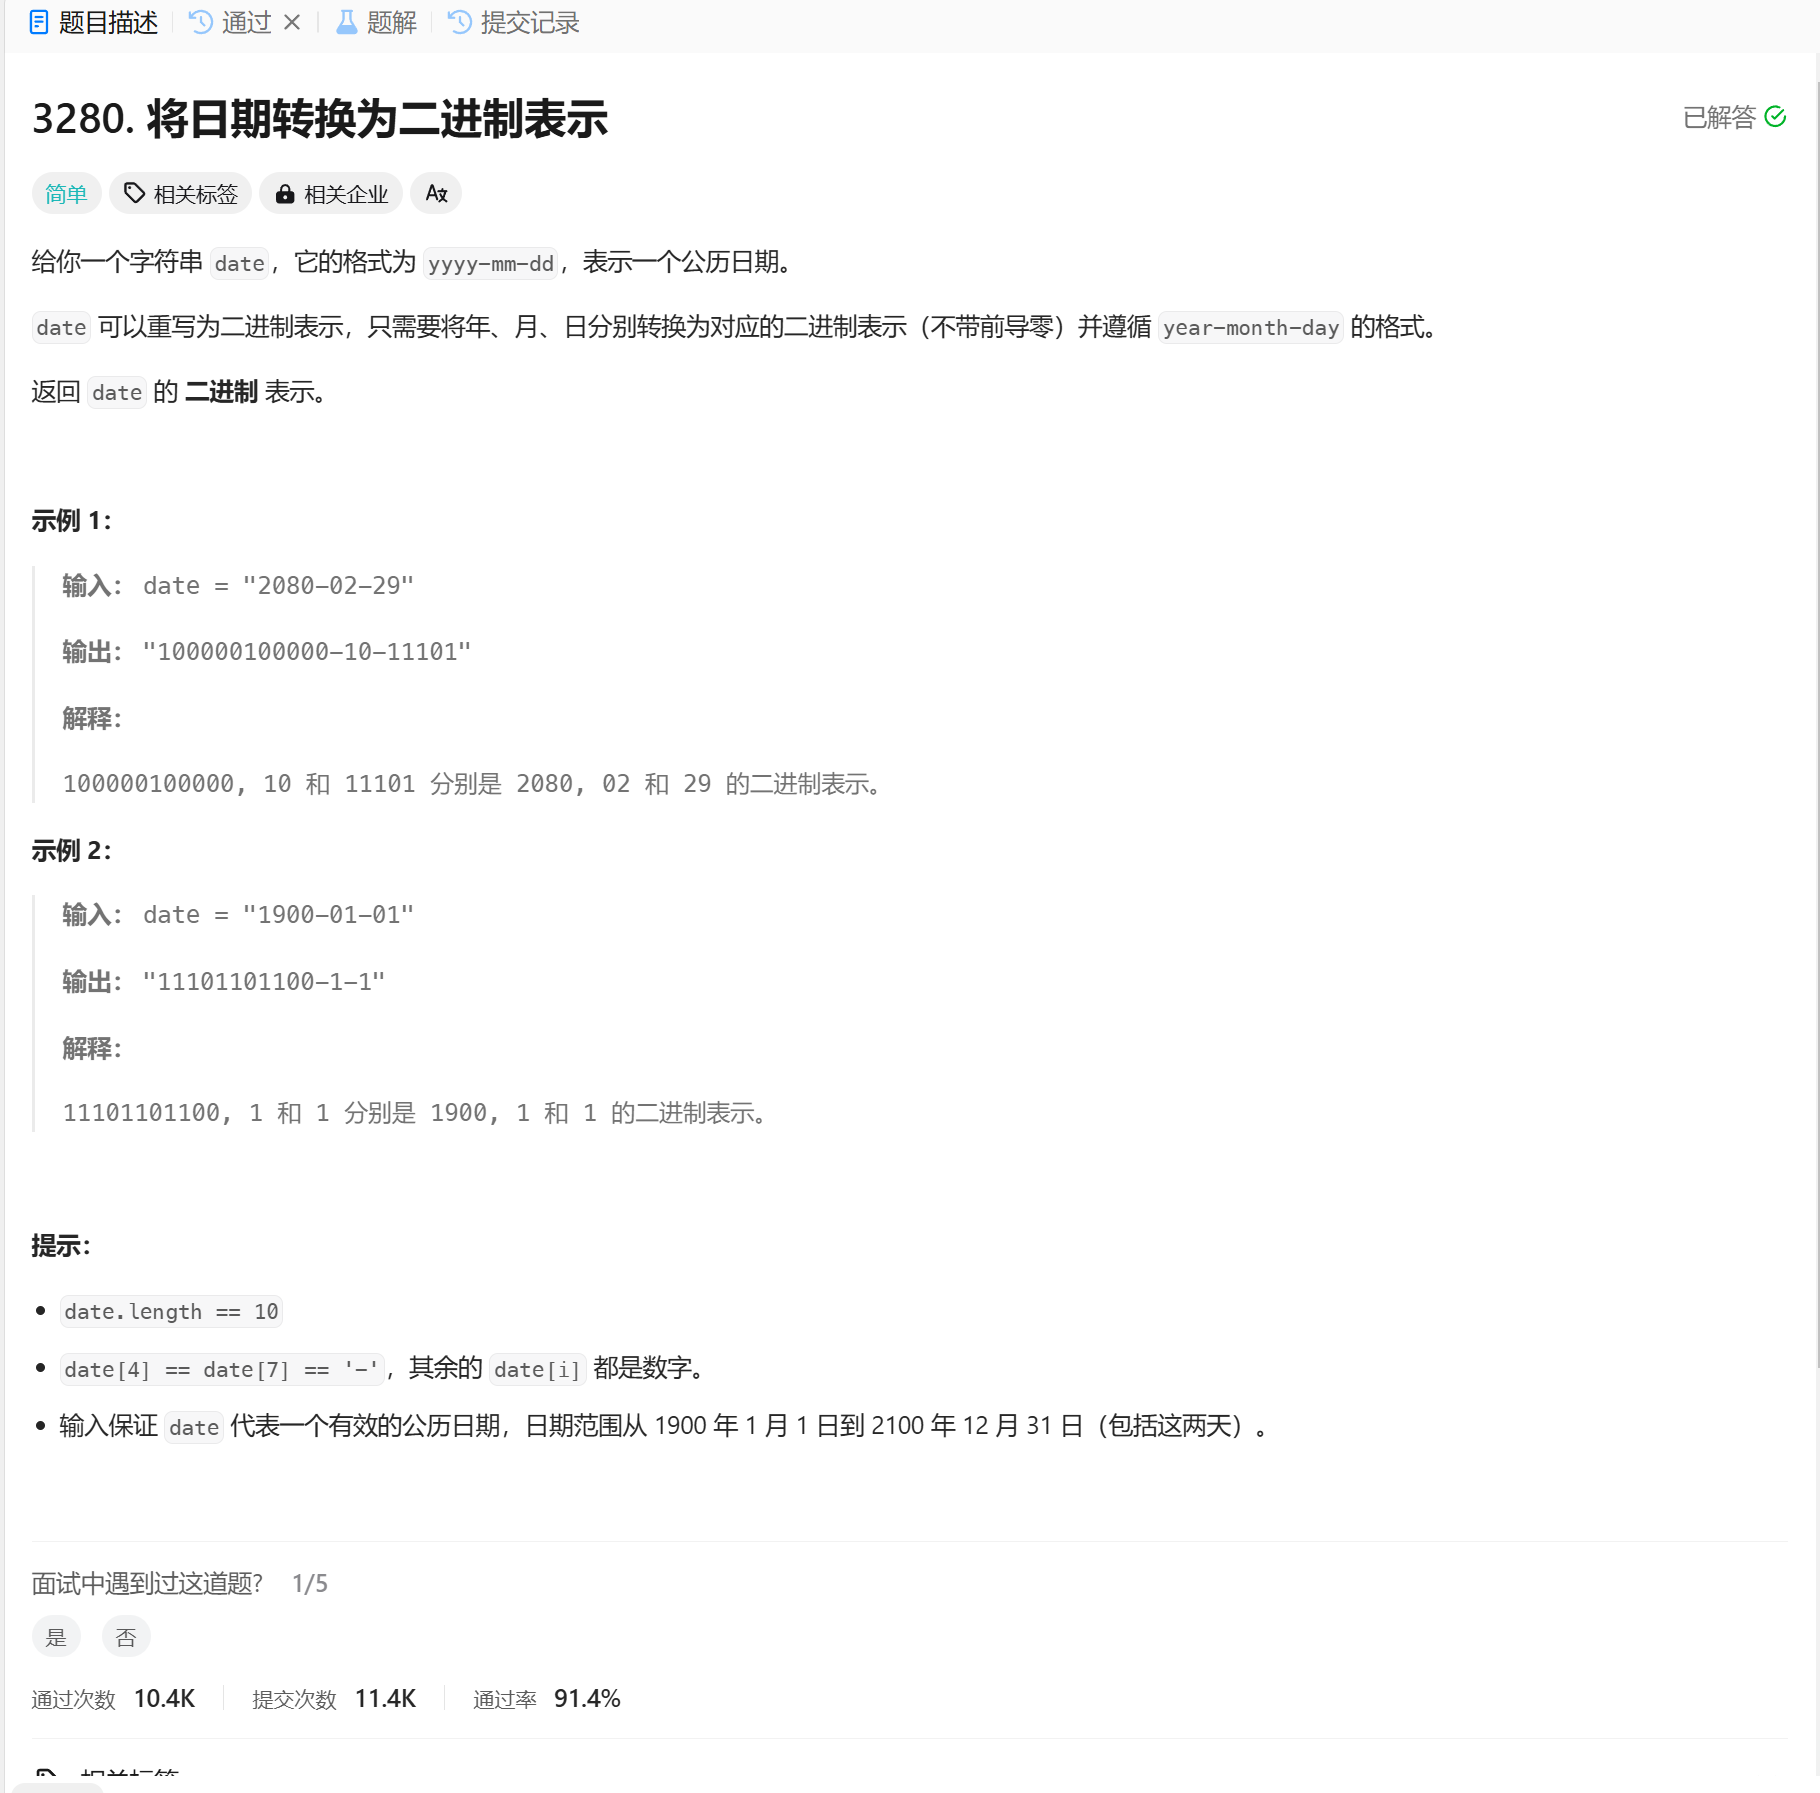 题目描述 通过 题解 提交记录
3280. 将日期转换为二进制表示
已解答
简单 相关标签 相关企业
给你一个字符串 date，它的格式为 yyyy-mm-dd，表示一个公历日期。
date 可以重写为二进制表示，只需要将年、月、日分别转换为对应的二进制表示（不带前导零）并遵循 year-month-day 的格式。
返回 date 的 二进制 表示。
示例 1：
输入： date = "2080-02-29"
输出： "100000100000-10-11101"
解释：
100000100000, 10 和 11101 分别是 2080, 02 和 29 的二进制表示。
示例 2：
输入： date = "1900-01-01"
输出： "11101101100-1-1"
解释：
11101101100, 1 和 1 分别是 1900, 1 和 1 的二进制表示。
提示：
date.length == 10
date[4] == date[7] == '-'，其余的 date[i] 都是数字。
输入保证 date 代表一个有效的公历日期，日期范围从 1900 年 1 月 1 日到 2100 年 12 月 31 日（包括这两天）。
面试中遇到过这道题? 1/5
是 否
通过次数 10.4K 提交次数 11.4K 通过率 91.4%
相关标签